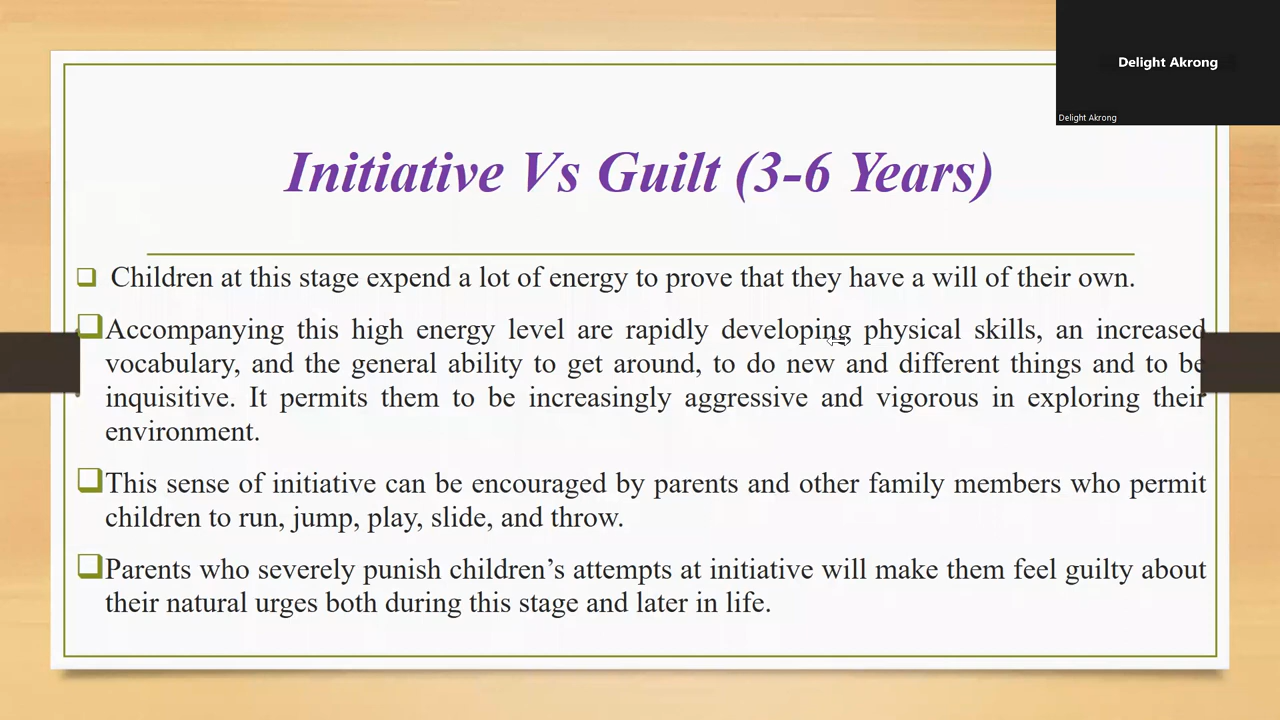 Delight Akrong
Delight Akrong
Initiative Vs Guilt (3-6 Years)
Children at this stage expend a lot of energy to prove that they have a will of their own.
Accompanying this high energy level are rapidly developing physical skills, an increased
vocabulary, and the general ability to get around, to do new and different things and to be
inquisitive. It permits them to be increasingly aggressive and vigorous in exploring their
environment.
This sense of initiative can be encouraged by parents and other family members who permit
children to run, jump, play, slide, and throw.
Parents who severely punish children’s attempts at initiative will make them feel guilty about
their natural urges both during this stage and later in life.